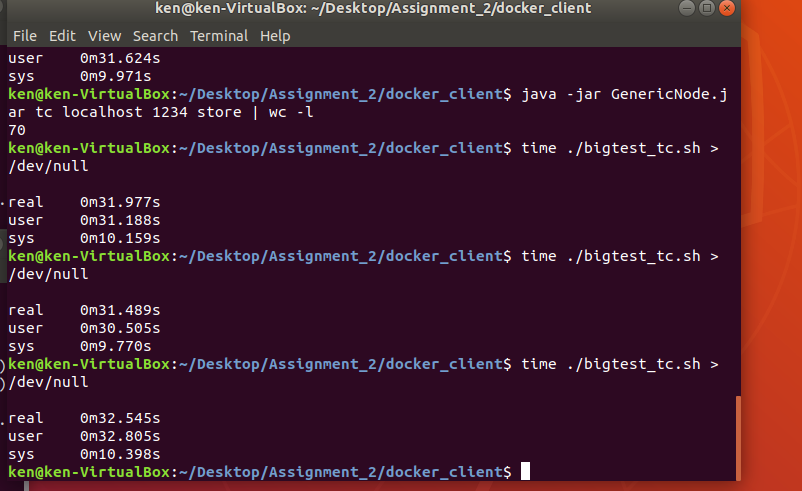 ken@ken-VirtualBox: ~/Desktop/Assignment_2/docker_client
File Edit View Search Terminal Help
user 0m31.624s
sys 0m9.971s
ken@ken-VirtualBox:~/Desktop/Assignment_2/docker_client$ java -jar GenericNode.j
ar tc localhost 1234 store | wc -l
70
ken@ken-VirtualBox:~/Desktop/Assignment_2/docker_client$ time ./bigtest_tc.sh >
/dev/null
real 0m31.977s
user 0m31.188s
sys 0m10.159s
ken@ken-VirtualBox:~/Desktop/Assignment_2/docker_client$ time ./bigtest_tc.sh >
/dev/null
real 0m31.489s
user 0m30.505s
sys 0m9.770s
ken@ken-VirtualBox:~/Desktop/Assignment_2/docker_client$ time ./bigtest_tc.sh >
/dev/null
real 0m32.545s
user 0m32.805s
sys 0m10.398s
ken@ken-VirtualBox:~/Desktop/Assignment_2/docker_client$